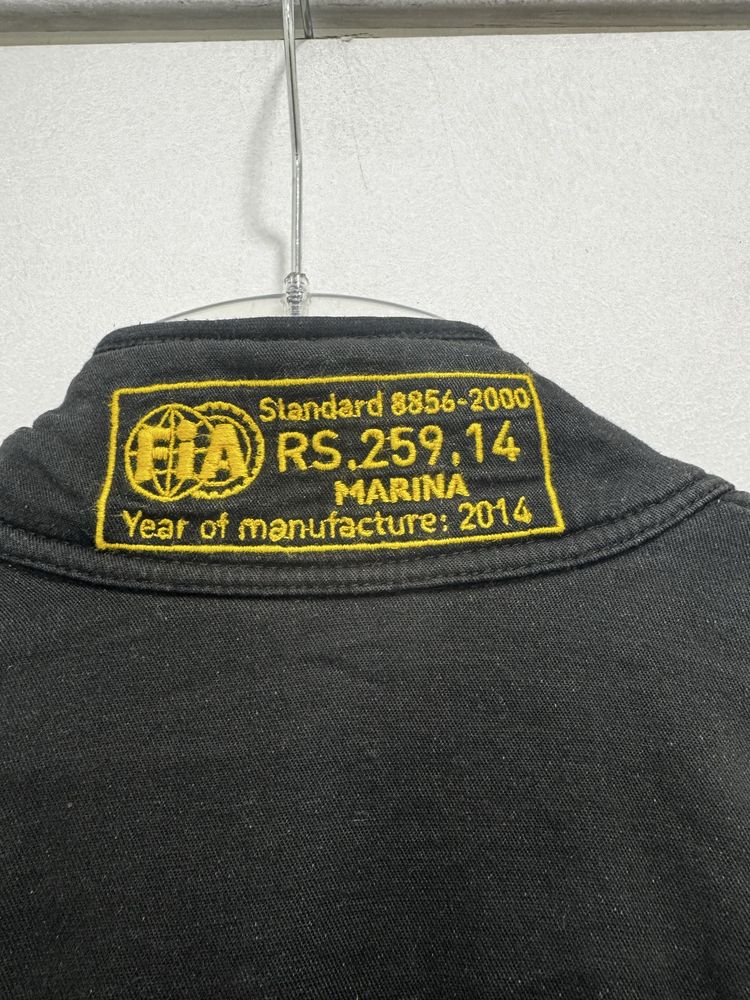 Standard 8856-2000
FiA
RS.259.14
MARINA
Year of manufacture: 2014